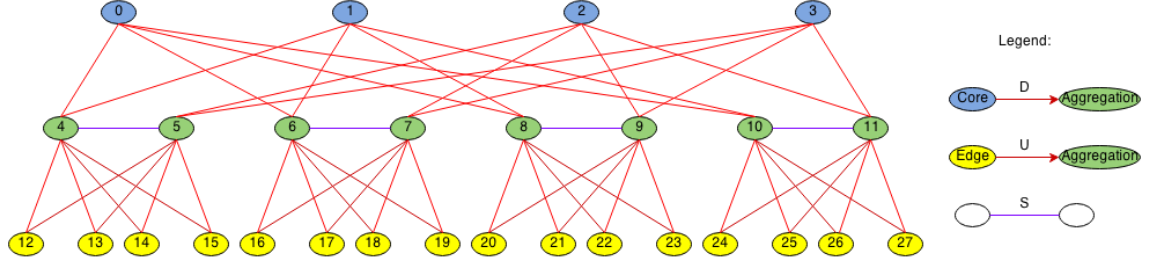 0 1 2 3
Legend:
D
Core Aggregation
4 5 6 7 8 9 10 11
U
Edge Aggregation
S
12 13 14 15 16 17 18 19 20 21 22 23 24 25 26 27